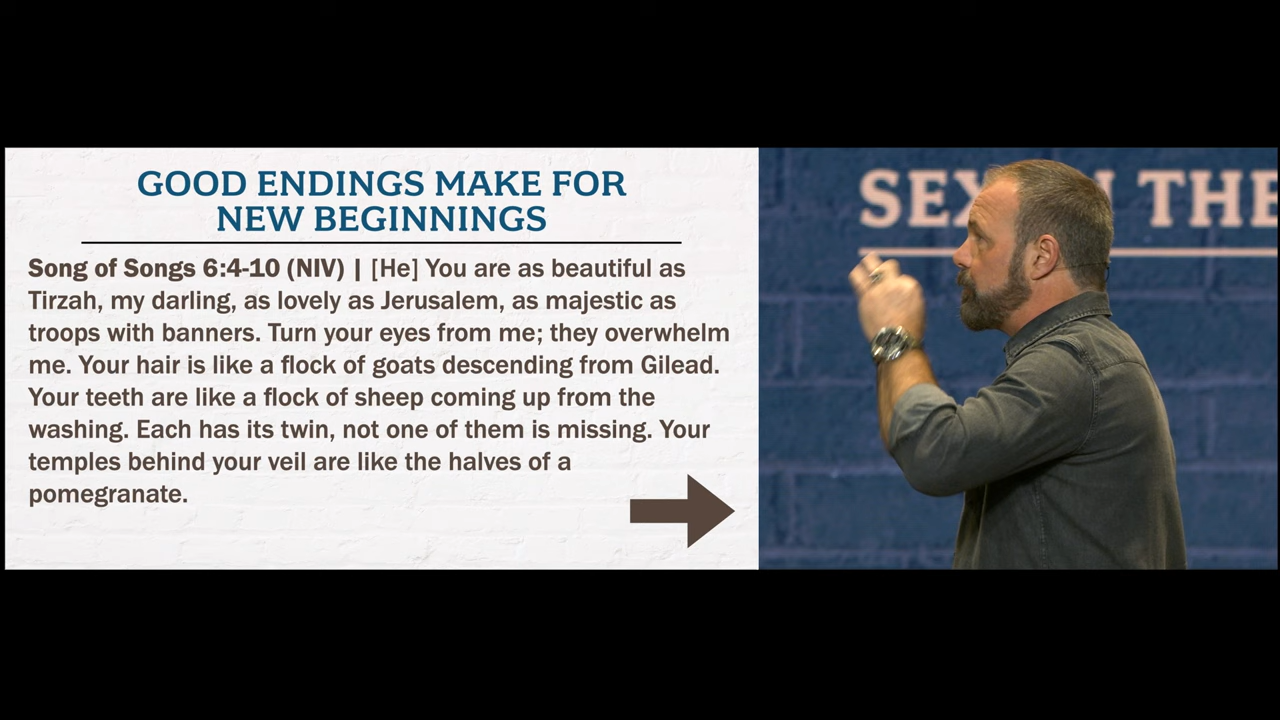 GOOD ENDINGS MAKE FOR
NEW BEGINNINGS
Song of Songs 6:4-10 (NIV) | [He] You are as beautiful as
Tirzah, my darling, as lovely as Jerusalem, as majestic as
troops with banners. Turn your eyes from me; they overwhelm
me. Your hair is like a flock of goats descending from Gilead.
Your teeth are like a flock of sheep coming up from the
washing. Each has its twin, not one of them is missing. Your
temples behind your veil are like the halves of a
pomegranate.
SEX THE